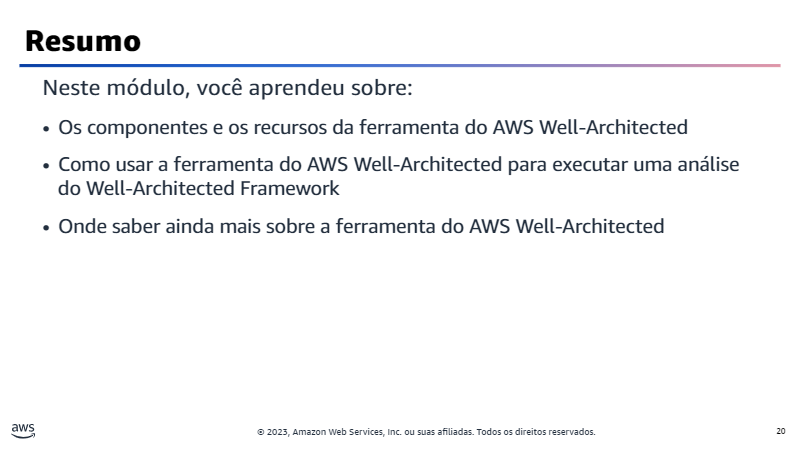 Resumo
Neste módulo, você aprendeu sobre:
• Os componentes e os recursos da ferramenta do AWS Well-Architected
• Como usar a ferramenta do AWS Well-Architected para executar uma análise
do Well-Architected Framework
• Onde saber ainda mais sobre a ferramenta do AWS Well-Architected
aws
© 2023, Amazon Web Services, Inc. ou suas afiliadas. Todos os direitos reservados.
20